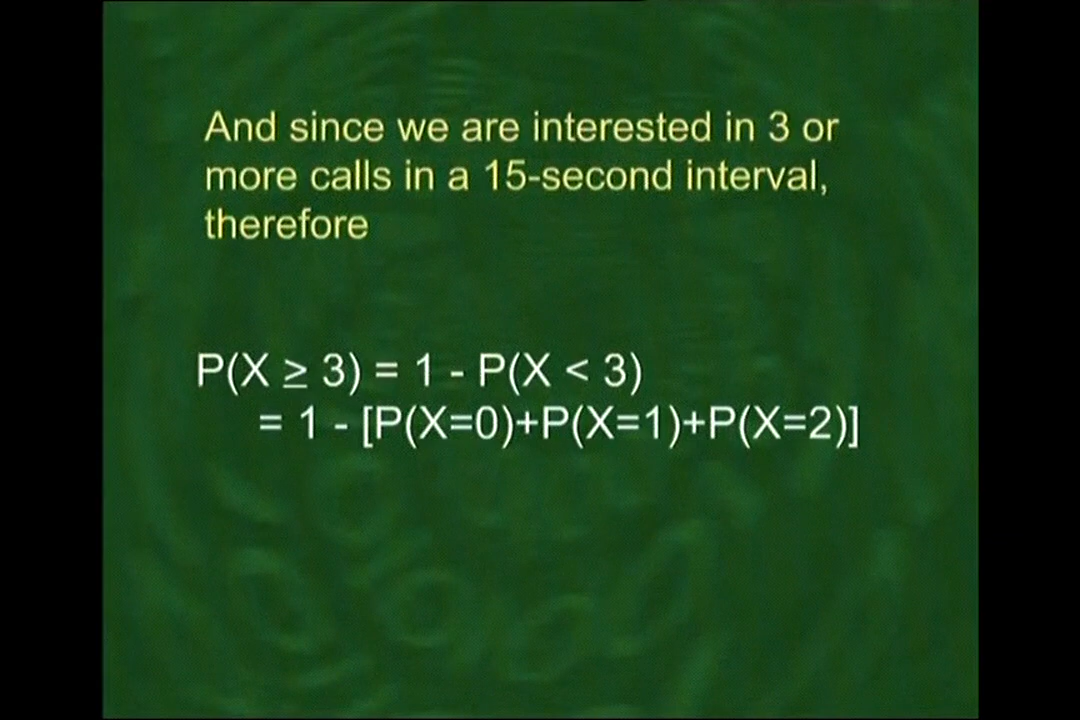 And since we are interested in 3 or
more calls in a 15-second interval,
therefore
P(X ≥ 3) = 1 - P(X < 3)
= 1 - [P(X=0)+P(X=1)+P(X=2)]